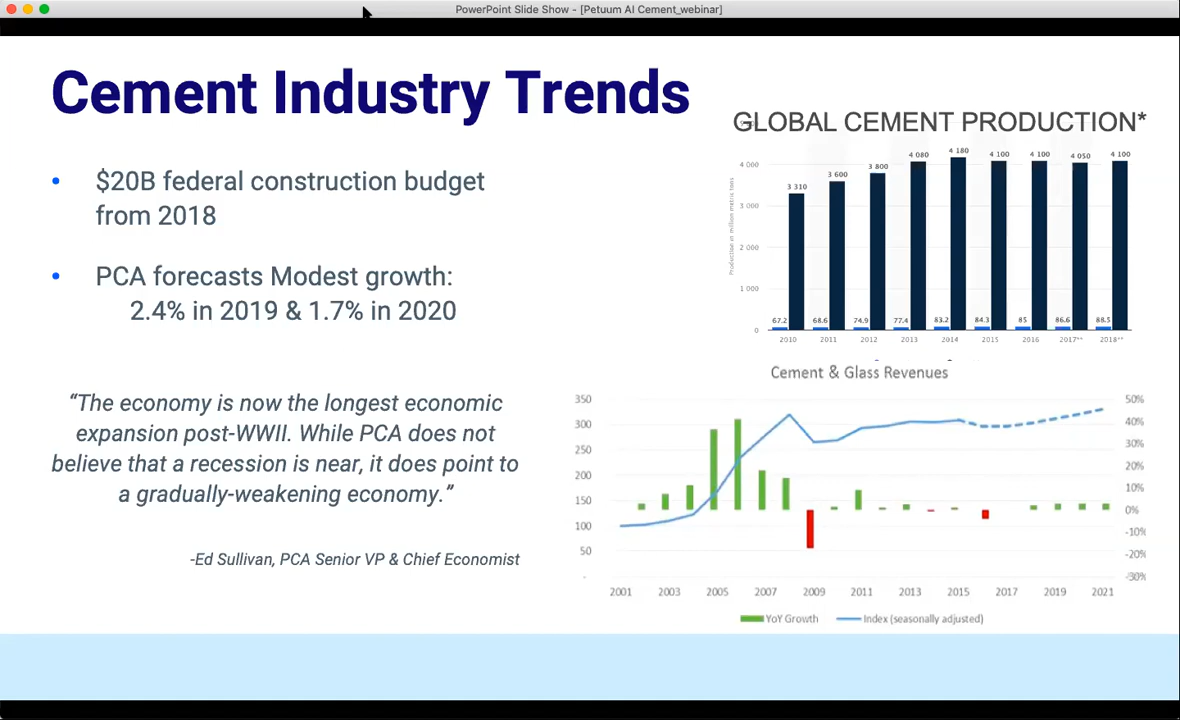 PowerPoint Slide Show - [Petuum AI Cement_webinar]
Cement Industry Trends
• $20B federal construction budget
from 2018
• PCA forecasts Modest growth:
2.4% in 2019 & 1.7% in 2020
“The economy is now the longest economic
expansion post-WWII. While PCA does not
believe that a recession is near, it does point to
a gradually-weakening economy.”
-Ed Sullivan, PCA Senior VP & Chief Economist
GLOBAL CEMENT PRODUCTION*
Production in million metric tons
4 000
3 000
2 000
1 000
0
3 310 3 600 3 800 4 080 4 180 4 100 4 100 4 050 4 100
67.2 68.6 74.9 77.4 83.2 84.3 85 86.6 88.5
2010 2011 2012 2013 2014 2015 2016 2017** 2018**
Cement & Glass Revenues
350
300
250
200
150
100
50
-
50%
40%
30%
20%
10%
0%
-10%
-20%
-30%
2001 2003 2005 2007 2009 2011 2013 2015 2017 2019 2021
YoY Growth Index (seasonally adjusted)